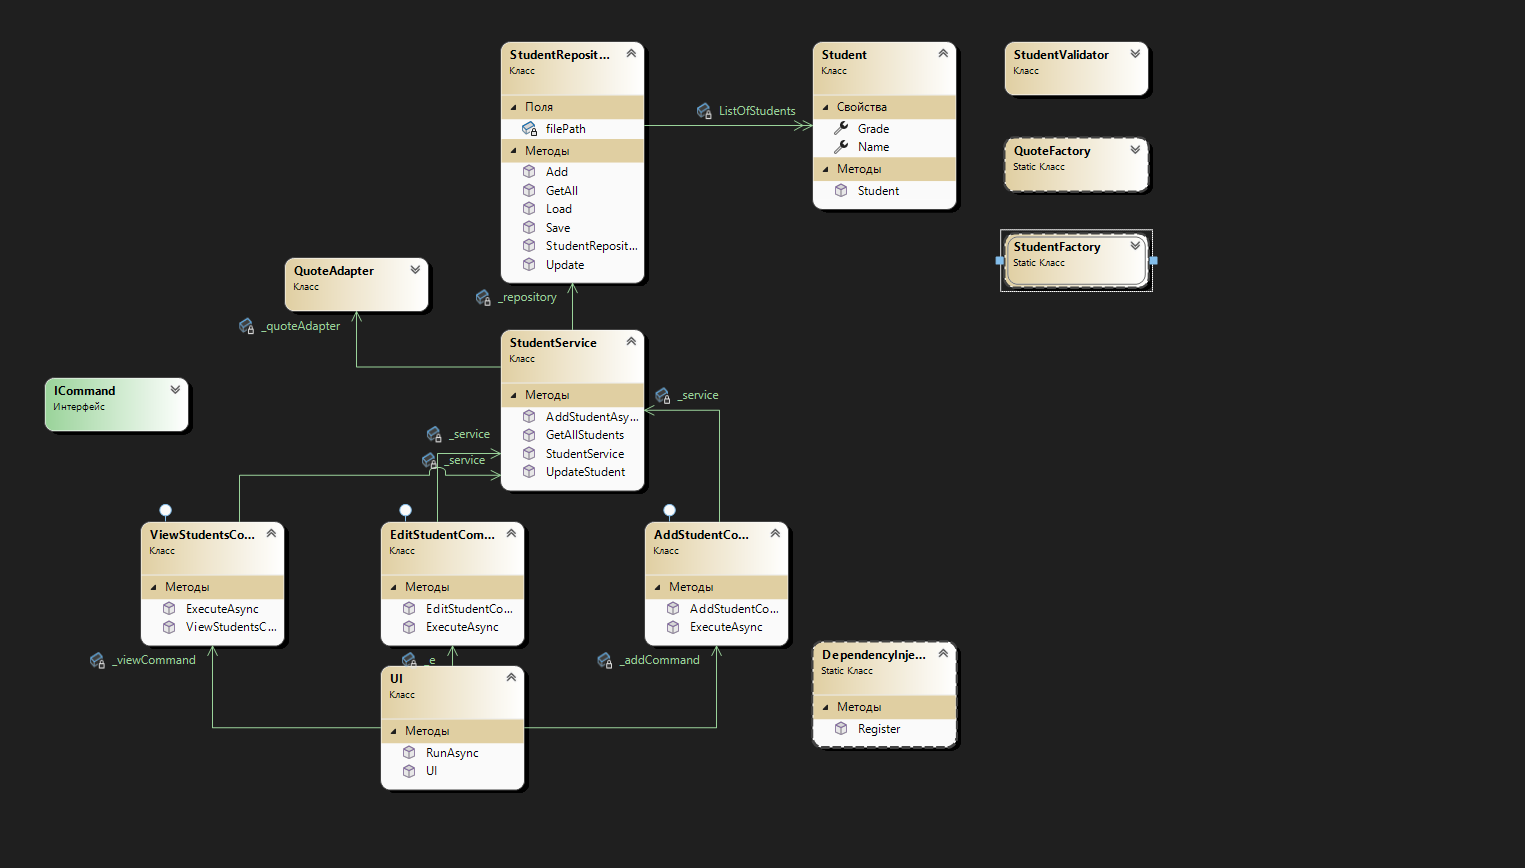 StudentReposit...
Класс
Поля
filePath
Методы
Add
GetAll
Load
Save
StudentReposit...
Update
ListOfStudents
Student
Класс
Свойства
Grade
Name
Методы
Student
StudentValidator
Класс
QuoteFactory
Static Класс
StudentFactory
Static Класс
QuoteAdapter
Класс
_quoteAdapter
_repository
StudentService
Класс
Методы
AddStudentAsy...
GetAllStudents
StudentService
UpdateStudent
ICommand
Интерфейс
_service
_service
_service
ViewStudentsCo...
Класс
Методы
ExecuteAsync
ViewStudentsC...
EditStudentCom...
Класс
Методы
EditStudentCo...
ExecuteAsync
AddStudentCo...
Класс
Методы
AddStudentCo...
ExecuteAsync
_viewCommand
_e
_addCommand
UI
Класс
Методы
RunAsync
UI
DependencyInje...
Static Класс
Методы
Register